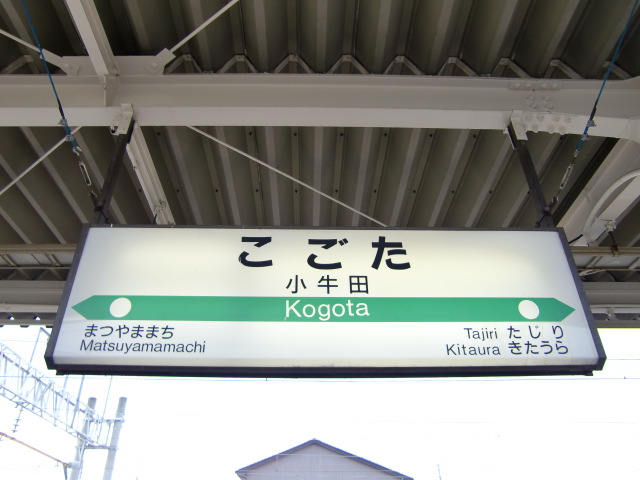 こごた
小牛田
Kogota
まつやままち
Matsuyamamachi
Tajiri たじり
Kitaura きたうら